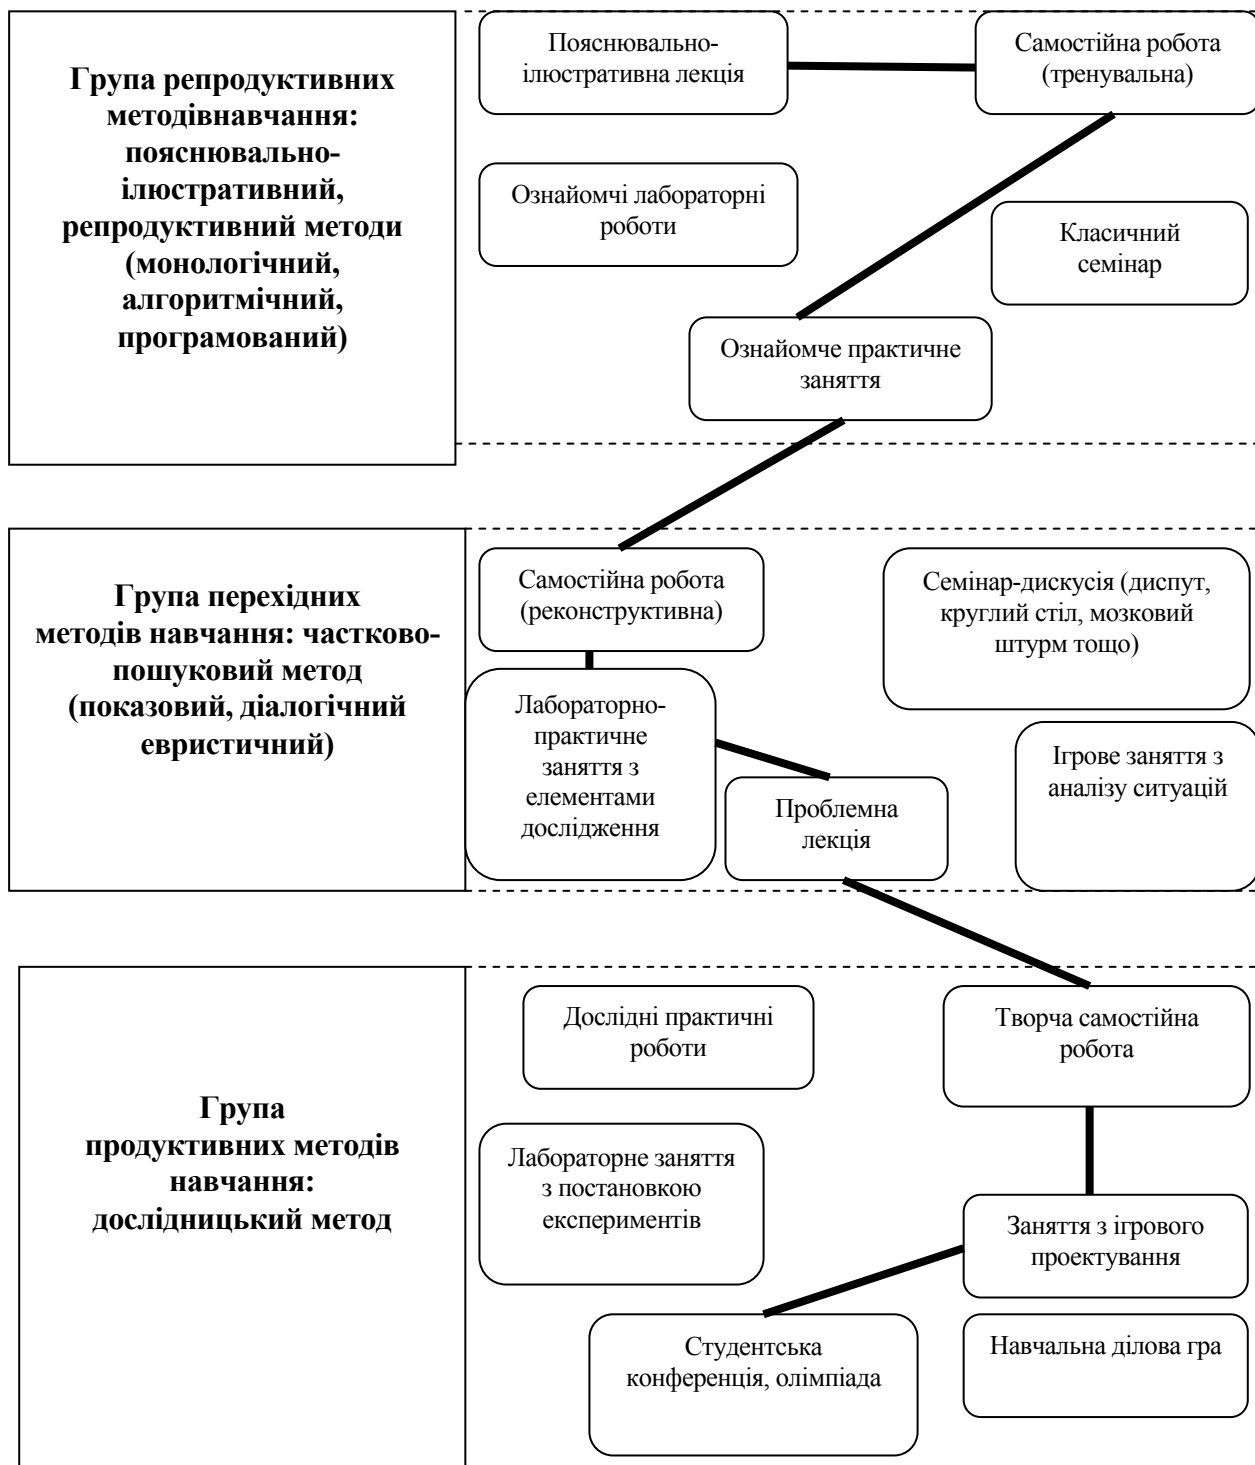 Група репродуктивних
методівнавчання:
пояснювально-
ілюстративний,
репродуктивний методи
(монологічний,
алгоритмічний,
програмований)
Пояснювально-
ілюстративна лекція
Самостійна робота
(тренувальна)
Ознайомчі лабораторні
роботи
Класичний
семінар
Ознайомче практичне
заняття
Група перехідних
методів навчання: частково-
пошуковий метод
(показовий, діалогічний
евристичний)
Самостійна робота
(реконструктивна)
Семінар-дискусія (диспут,
круглий стіл, мозковий
штурм тощо)
Лабораторно-
практичне
заняття з
елементами
дослідження
Проблемна
лекція
Ігрове заняття з
аналізу ситуацій
Група
продуктивних методів
навчання:
дослідницький метод
Дослідні практичні
роботи
Творча самостійна
робота
Лабораторне заняття
з постановкою
експериментів
Заняття з ігрового
проектування
Студентська
конференція, олімпіада
Навчальна ділова гра